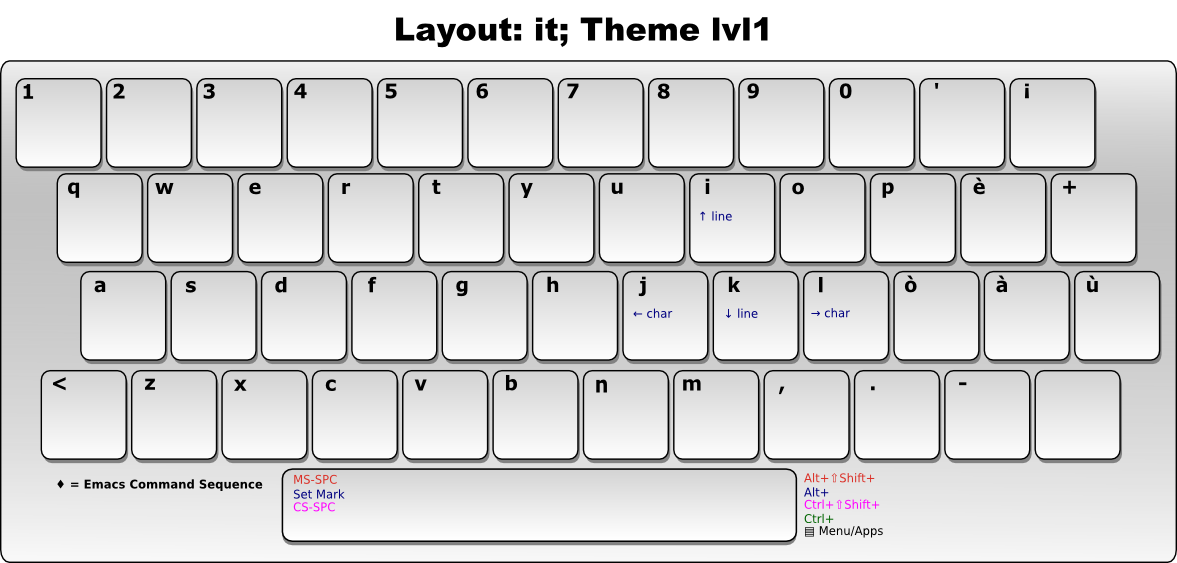 Layout: it; Theme lvl1
1 2 3 4 5 6 7 8 9 0 ' i
q w e r t y u i o p è +
↑ line
a s d f g h j k l ò à ù
← char ↓ line → char
< z x c v b n m , . -
♦ = Emacs Command Sequence
MS-SPC
Set Mark
CS-SPC
Alt+⇧Shift+
Alt+
Ctrl+⇧Shift+
Ctrl+
▤ Menu/Apps